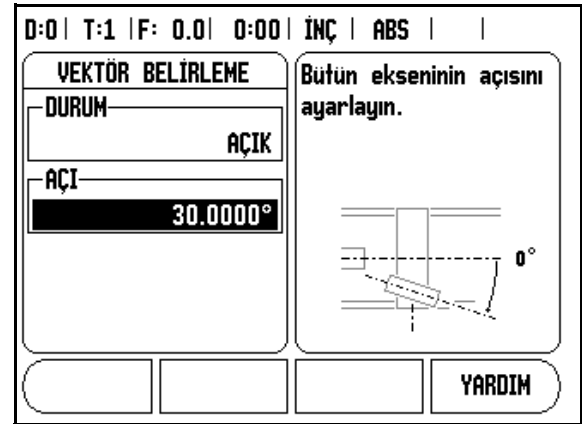 D:0 | T:1 | F: 0.0 | 0:00 | İNÇ | ABS | |
VEKTÖR BELİRLEME
DURUM
AÇIK
AÇI
30.0000°
Bütün ekseninin açısını
ayarlayın.
0°
YARDIM